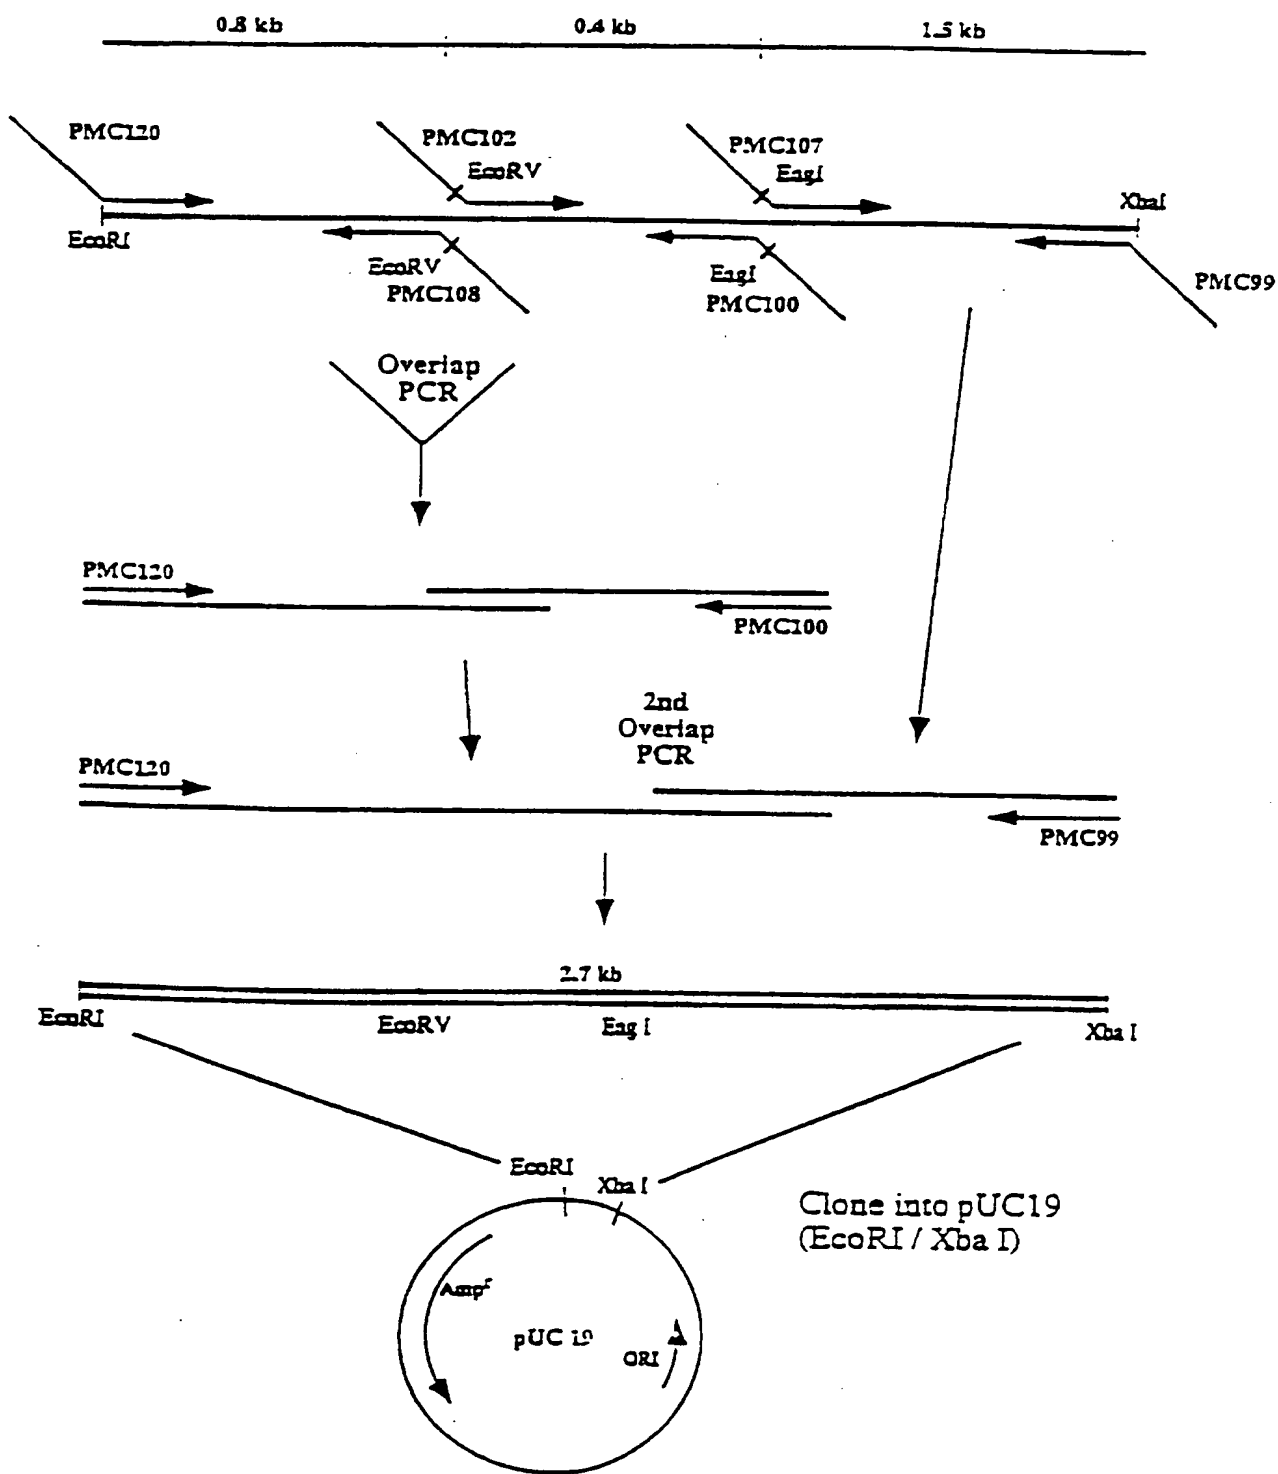 0.8 kb
0.4 kb
1.5 kb
PMC120
PMC102
EcoRV
PMC107
EagI
XbaI
EcoRI
EcoRV
PMC108
EagI
PMC100
PMC99
Overlap
PCR
PMC120
PMC100
2nd
Overlap
PCR
PMC120
PMC99
2.7 kb
EcoRI
EcoRV
Eag I
Xba I
EcoRI
Xba I
Clone into pUC19
(EcoRI / Xba I)
Ampr
pUC 19
ORI